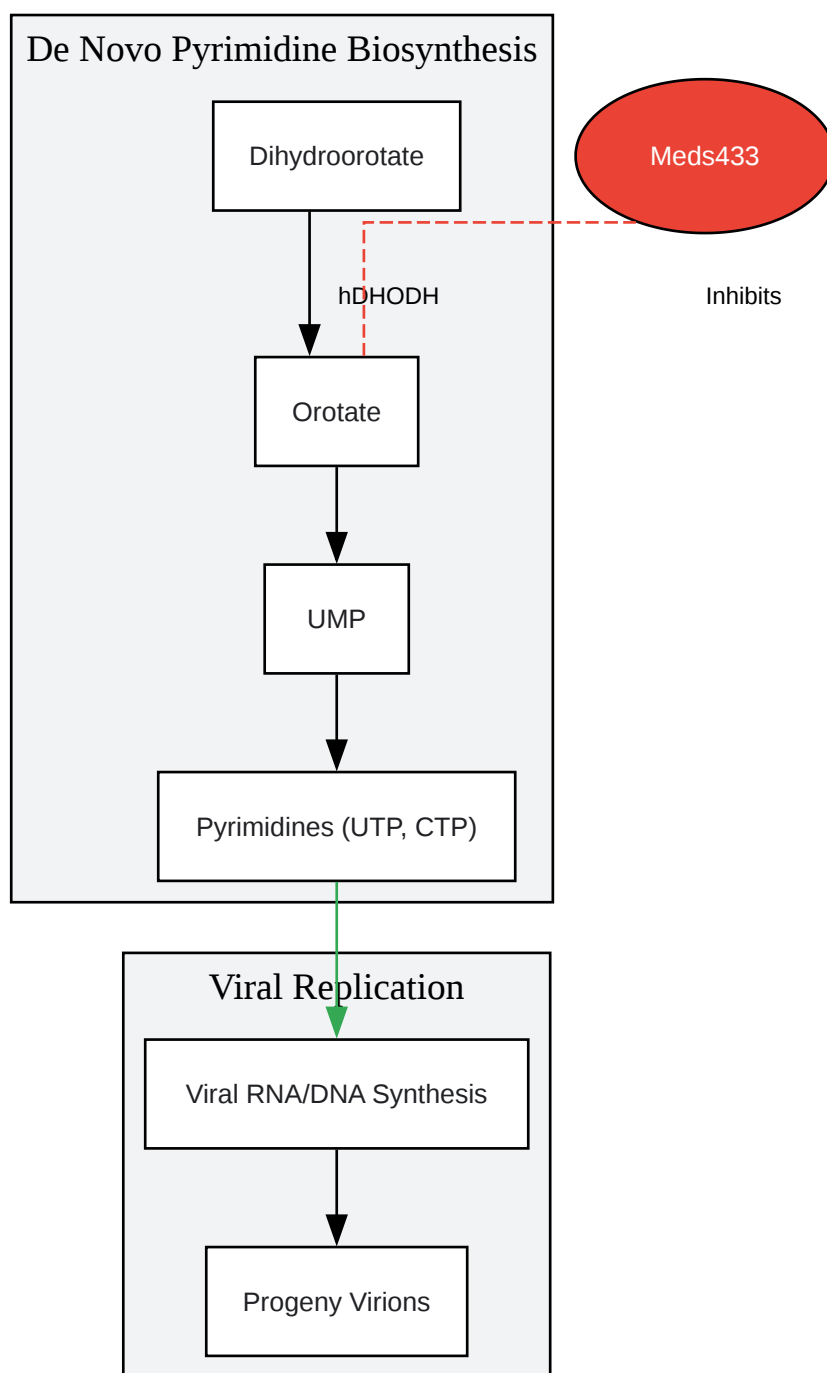 De Novo Pyrimidine Biosynthesis
Dihydroorotate
Meds433
hDHODH
Inhibits
Orotate
UMP
Pyrimidines (UTP, CTP)
Viral Replication
Viral RNA/DNA Synthesis
Progeny Virions